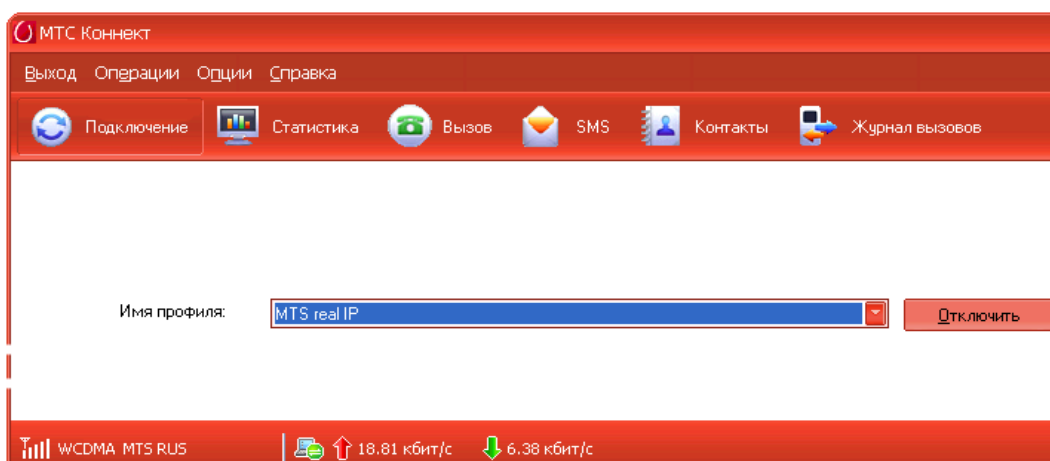 МТС Коннект
Выход Операции Опции Справка
Подключение Статистика Вызов SMS Контакты Журнал вызовов
Имя профиля: MTS real IP Отключить
WCDMA MTS RUS 18.81 кбит/с 6.38 кбит/с